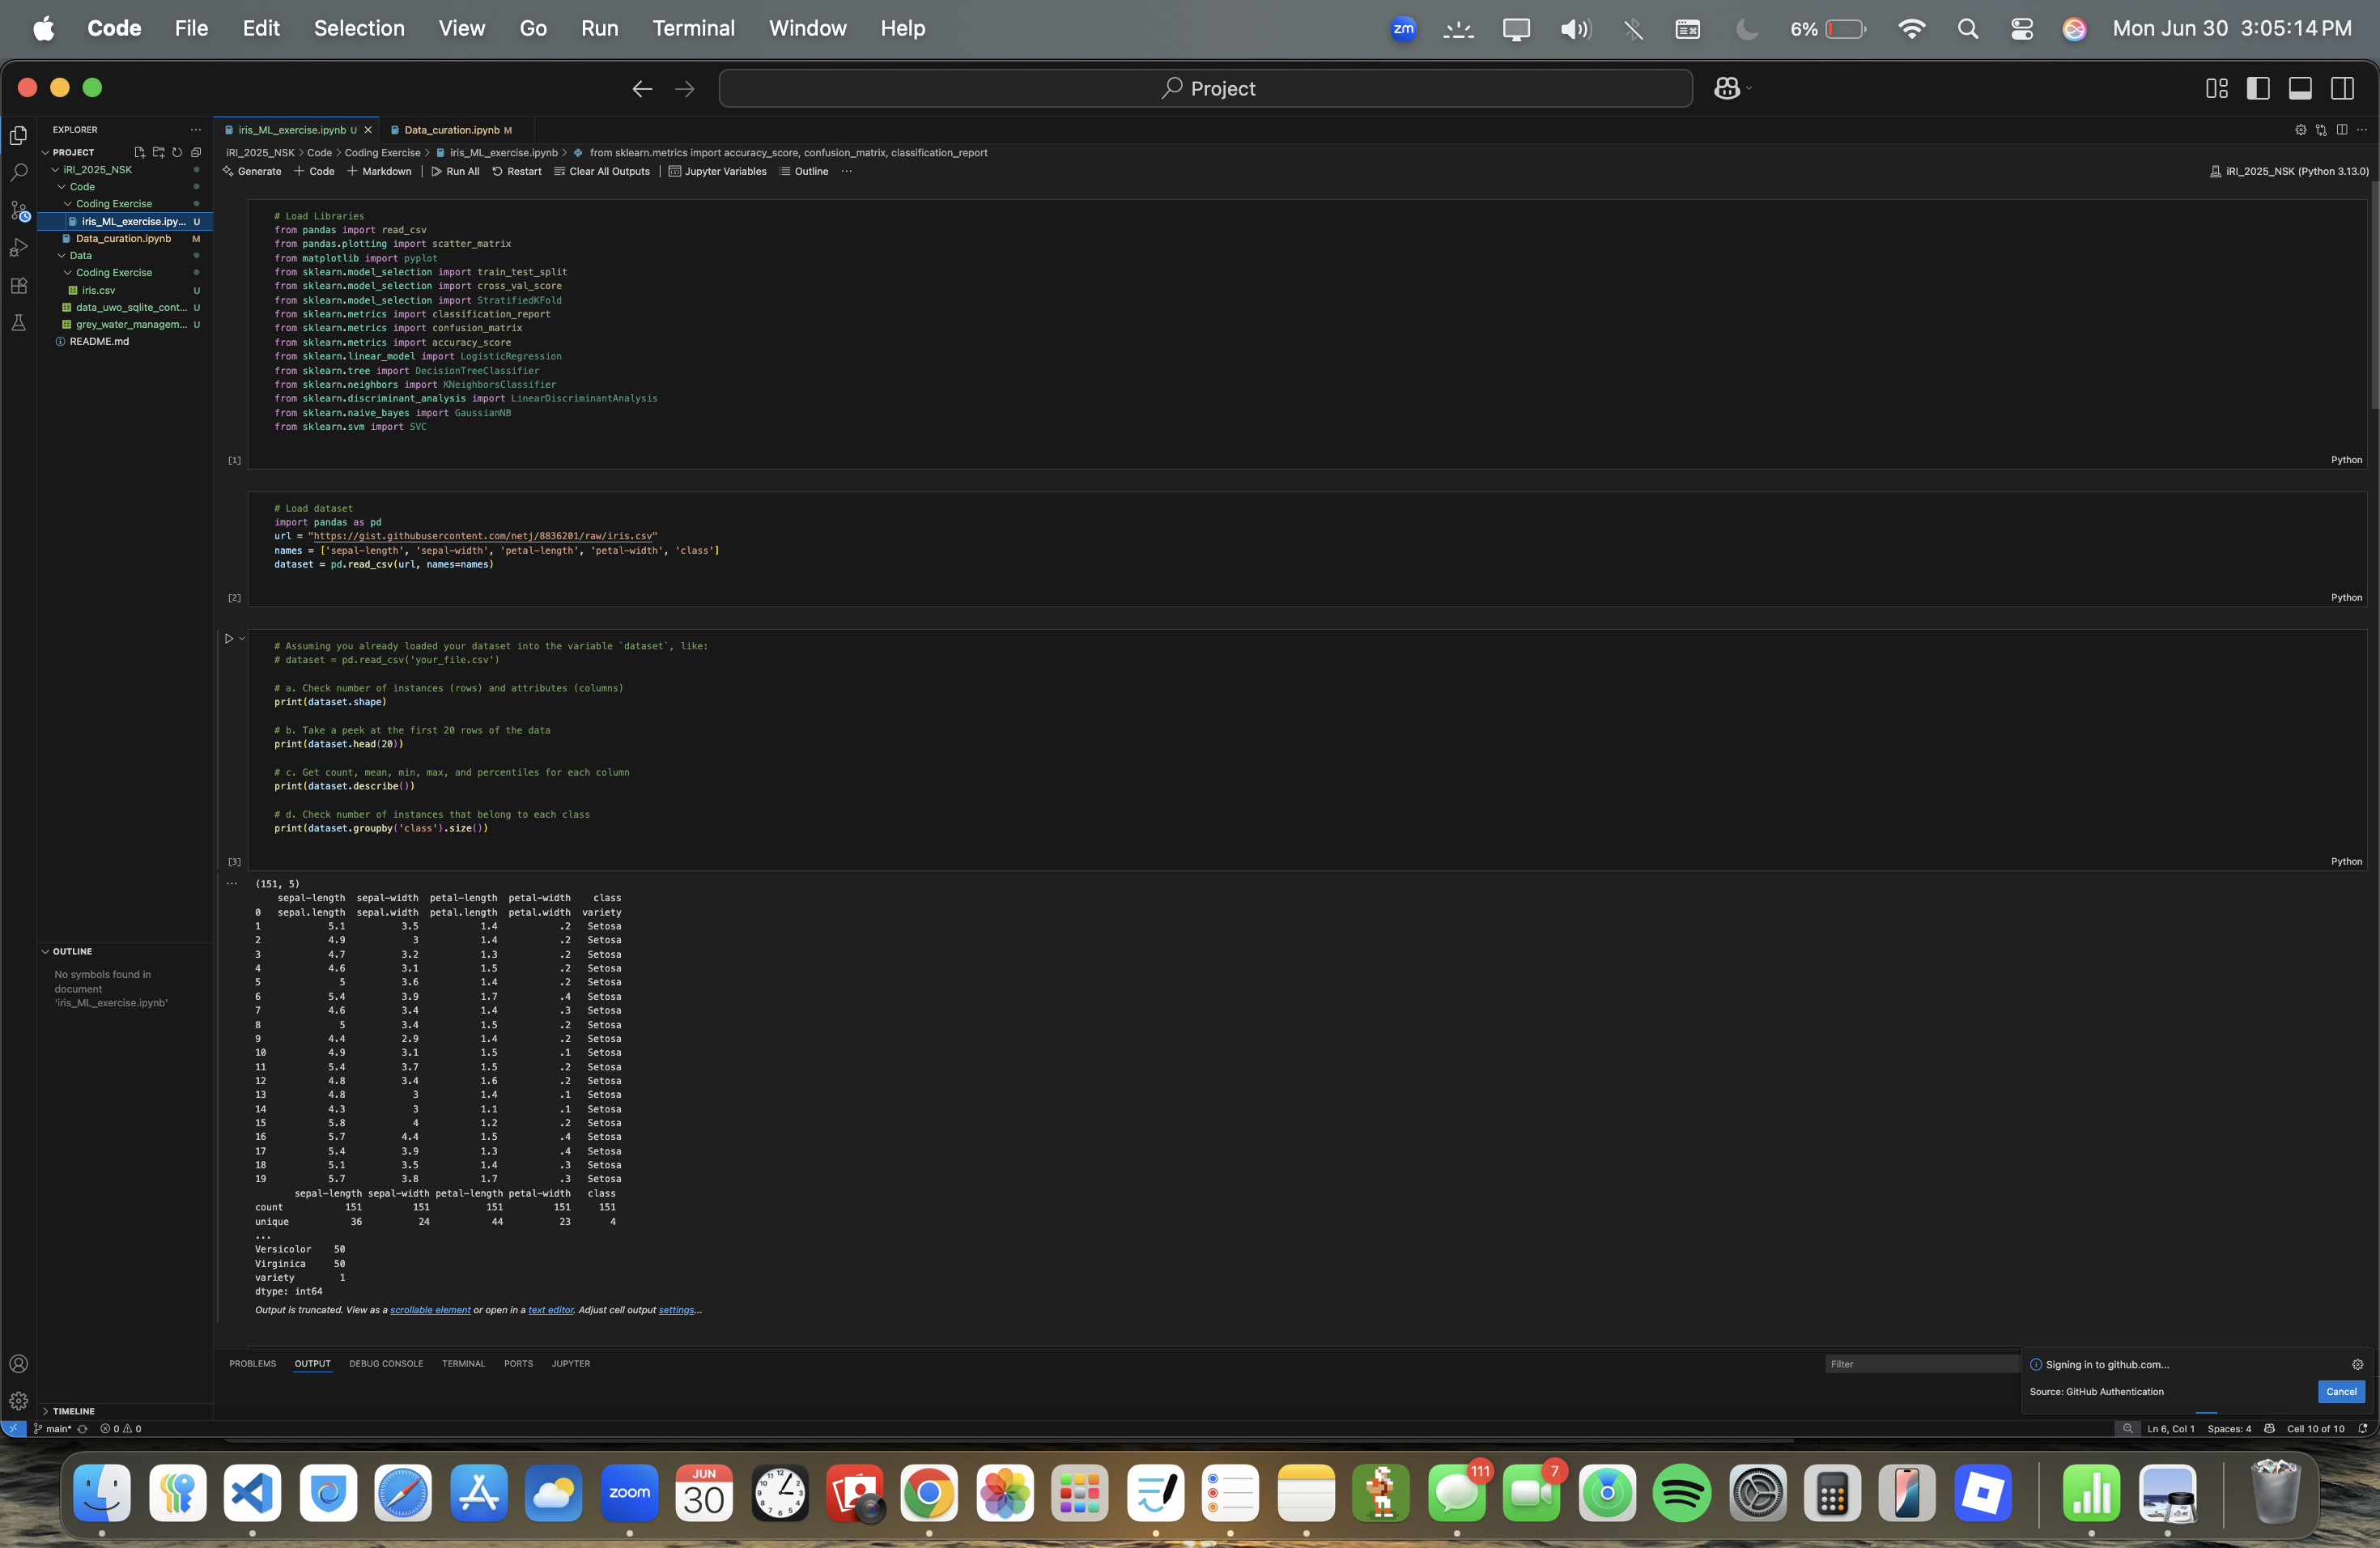 Code File Edit Selection View Go Run Terminal Window Help zm 6% Mon Jun 30 3:05:14 PM
Project
EXPLORER
PROJECT
iRI_2025_NSK
Code
Coding Exercise
iris_ML_exercise.ipy... U
Data_curation.ipynb M
Data
Coding Exercise
iris.csv U
data_uwo_sqlite_cont... U
grey_water_managem... U
README.md
OUTLINE
No symbols found in
document
'iris_ML_exercise.ipynb'
TIMELINE
iris_ML_exercise.ipynb U Data_curation.ipynb M
iRI_2025_NSK > Code > Coding Exercise > iris_ML_exercise.ipynb > from sklearn.metrics import accuracy_score, confusion_matrix, classification_report
Generate + Code + Markdown Run All Restart Clear All Outputs Jupyter Variables Outline ... iRI_2025_NSK (Python 3.13.0)
# Load Libraries
from pandas import read_csv
from pandas.plotting import scatter_matrix
from matplotlib import pyplot
from sklearn.model_selection import train_test_split
from sklearn.model_selection import cross_val_score
from sklearn.model_selection import StratifiedKFold
from sklearn.metrics import classification_report
from sklearn.metrics import confusion_matrix
from sklearn.metrics import accuracy_score
from sklearn.linear_model import LogisticRegression
from sklearn.tree import DecisionTreeClassifier
from sklearn.neighbors import KNeighborsClassifier
from sklearn.discriminant_analysis import LinearDiscriminantAnalysis
from sklearn.naive_bayes import GaussianNB
from sklearn.svm import SVC
[1] Python
# Load dataset
import pandas as pd
url = "https://gist.githubusercontent.com/netj/8836201/raw/iris.csv"
names = ['sepal-length', 'sepal-width', 'petal-length', 'petal-width', 'class']
dataset = pd.read_csv(url, names=names)
[2] Python
# Assuming you already loaded your dataset into the variable `dataset`, like:
# dataset = pd.read_csv('your_file.csv')
# a. Check number of instances (rows) and attributes (columns)
print(dataset.shape)
# b. Take a peek at the first 20 rows of the data
print(dataset.head(20))
# c. Get count, mean, min, max, and percentiles for each column
print(dataset.describe())
# d. Check number of instances that belong to each class
print(dataset.groupby('class').size())
[3] Python
... (151, 5)
sepal-length sepal-width petal-length petal-width class
0 sepal.length sepal.width petal.length petal.width variety
1 5.1 3.5 1.4 .2 Setosa
2 4.9 3 1.4 .2 Setosa
3 4.7 3.2 1.3 .2 Setosa
4 4.6 3.1 1.5 .2 Setosa
5 5 3.6 1.4 .2 Setosa
6 5.4 3.9 1.7 .4 Setosa
7 4.6 3.4 1.4 .3 Setosa
8 5 3.4 1.5 .2 Setosa
9 4.4 2.9 1.4 .2 Setosa
10 4.9 3.1 1.5 .1 Setosa
11 5.4 3.7 1.5 .2 Setosa
12 4.8 3.4 1.6 .2 Setosa
13 4.8 3 1.4 .1 Setosa
14 4.3 3 1.1 .1 Setosa
15 5.8 4 1.2 .2 Setosa
16 5.7 4.4 1.5 .4 Setosa
17 5.4 3.9 1.3 .4 Setosa
18 5.1 3.5 1.4 .3 Setosa
19 5.7 3.8 1.7 .3 Setosa
sepal-length sepal-width petal-length petal-width class
count 151 151 151 151 151
unique 36 24 44 23 4
...
Versicolor 50
Virginica 50
variety 1
dtype: int64
Output is truncated. View as a scrollable element or open in a text editor. Adjust cell output settings...
PROBLEMS OUTPUT DEBUG CONSOLE TERMINAL PORTS JUPYTER Filter
Signing in to github.com...
Source: GitHub Authentication Cancel
main* 0 0 Ln 6, Col 1 Spaces: 4 Cell 10 of 10
zoom JUN 30 111 7